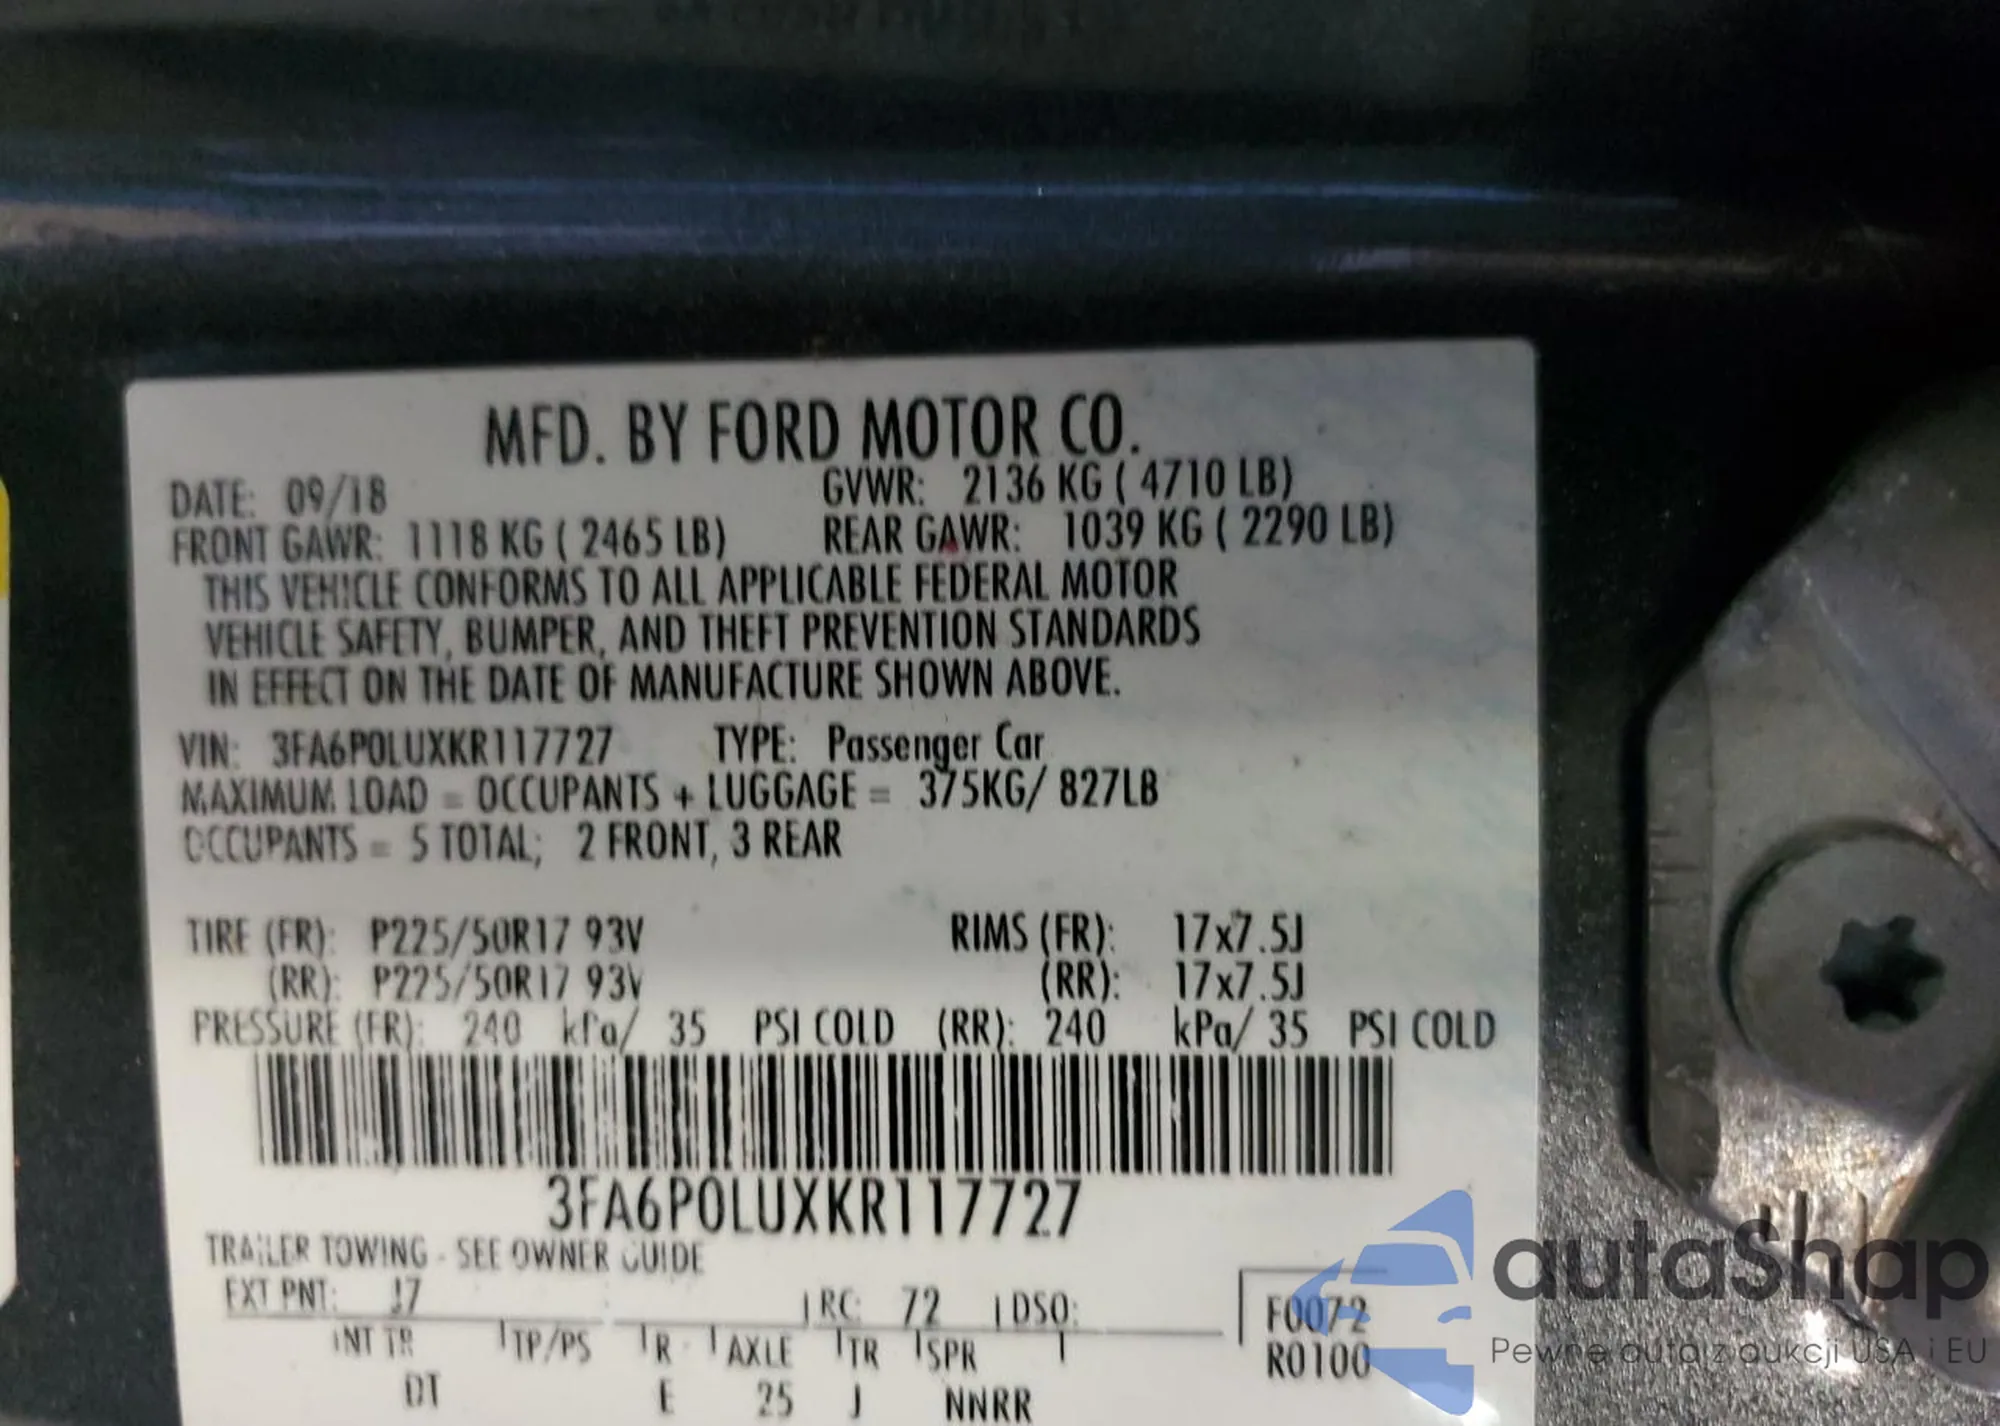 MFD. BY FORD MOTOR CO.
DATE: 09/18 GVWR: 2136 KG ( 4710 LB)
FRONT GAWR: 1118 KG ( 2465 LB) REAR GAWR: 1039 KG ( 2290 LB)
THIS VEHICLE CONFORMS TO ALL APPLICABLE FEDERAL MOTOR
VEHICLE SAFETY, BUMPER, AND THEFT PREVENTION STANDARDS
IN EFFECT ON THE DATE OF MANUFACTURE SHOWN ABOVE.
VIN: 3FA6P0LUXKR117727 TYPE: Passenger Car
MAXIMUM LOAD = OCCUPANTS + LUGGAGE = 375KG/ 827LB
OCCUPANTS = 5 TOTAL; 2 FRONT, 3 REAR
TIRE (FR): P225/50R17 93V RIMS (FR): 17x7.5J
(RR): P225/50R17 93V (RR): 17x7.5J
PRESSURE (FR): 240 kPa/ 35 PSI COLD (RR): 240 kPa/ 35 PSI COLD
3FA6P0LUXKR117727
TRAILER TOWING - SEE OWNER GUIDE
EXT PNT: J7 RC: 72 DSO:
INT TR TP/PS R AXLE TR SPR
DT E 25 J NNRR
F0072
R0100
autaShap
Pewne auta z aukcji USA i EU